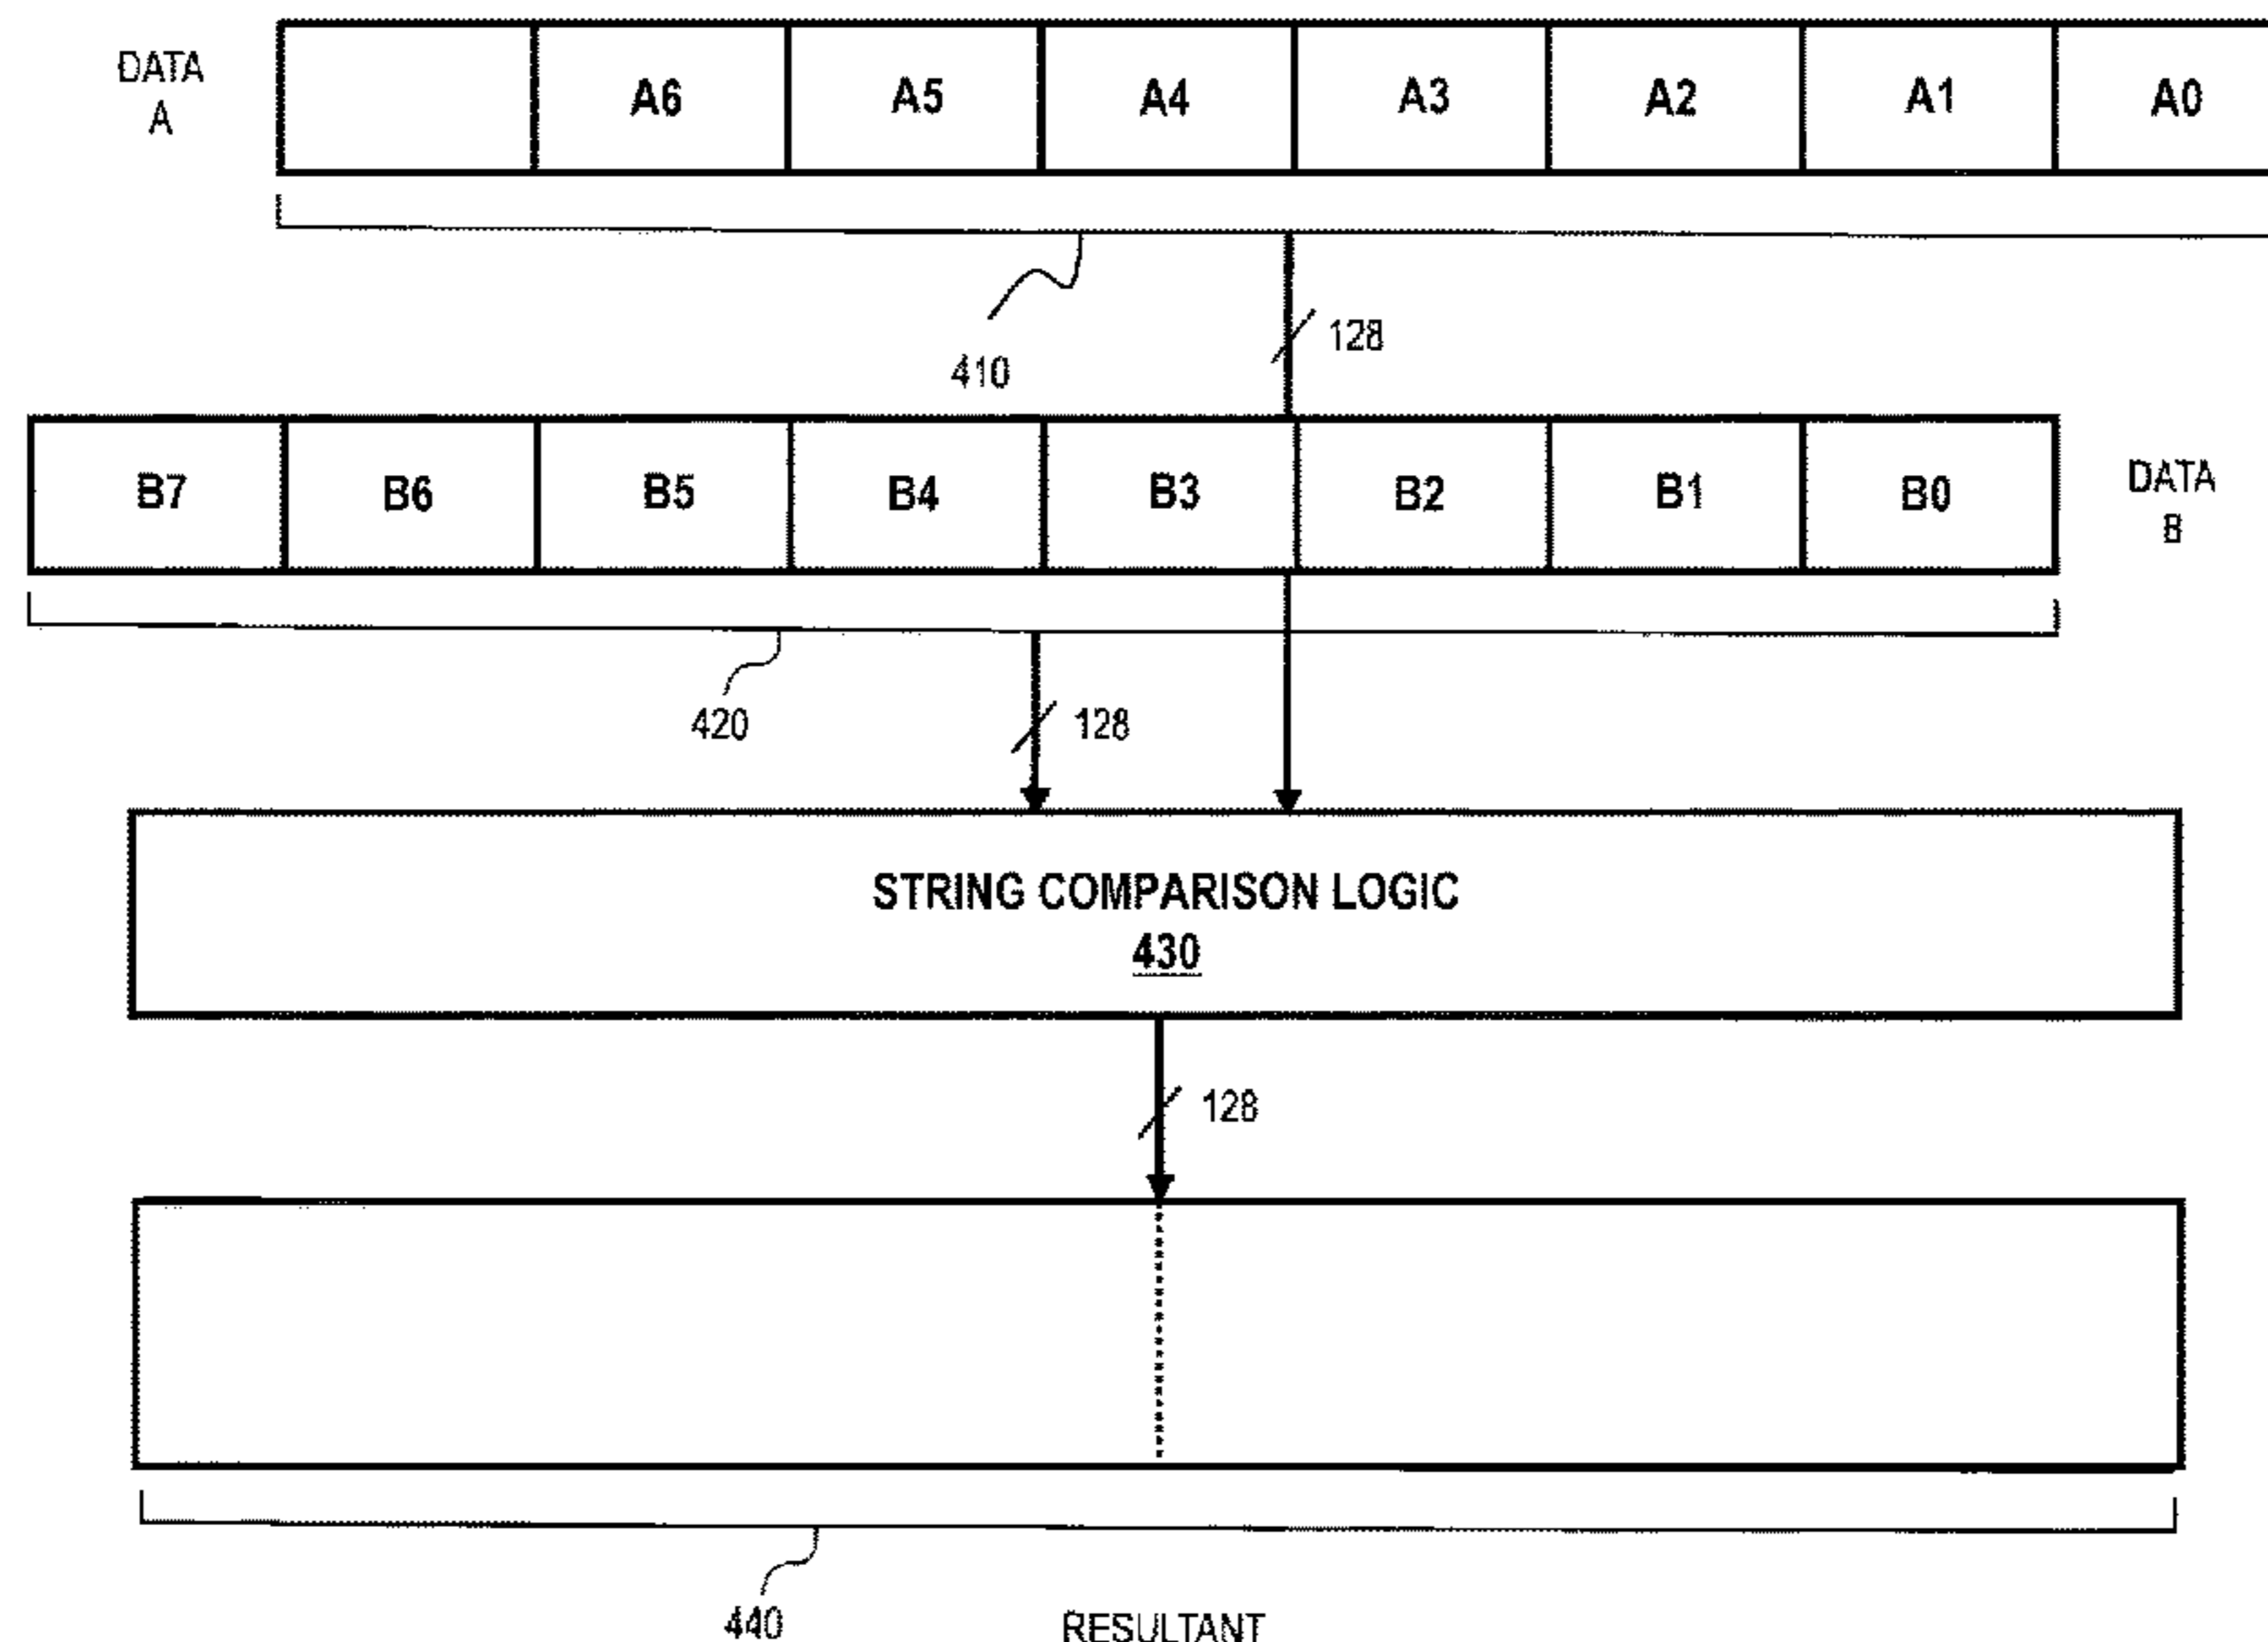 DATA
A
A6 A5 A4 A3 A2 A1 A0
128
410
B7 B6 B5 B4 B3 B2 B1 B0
DATA
B
420
128
STRING COMPARISON LOGIC
430
128
440
RESULTANT